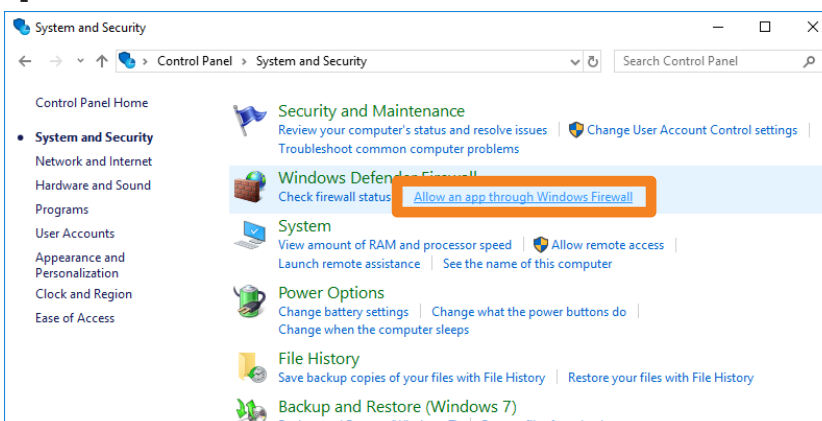 System and Security
Control Panel > System and Security
Search Control Panel
Control Panel Home
System and Security
Network and Internet
Hardware and Sound
Programs
User Accounts
Appearance and
Personalization
Clock and Region
Ease of Access
Security and Maintenance
Review your computer's status and resolve issues | Change User Account Control settings |
Troubleshoot common computer problems
Windows Defender Firewall
Check firewall status Allow an app through Windows Firewall
System
View amount of RAM and processor speed | Allow remote access |
Launch remote assistance | See the name of this computer
Power Options
Change battery settings | Change what the power buttons do |
Change when the computer sleeps
File History
Save backup copies of your files with File History | Restore your files with File History
Backup and Restore (Windows 7)